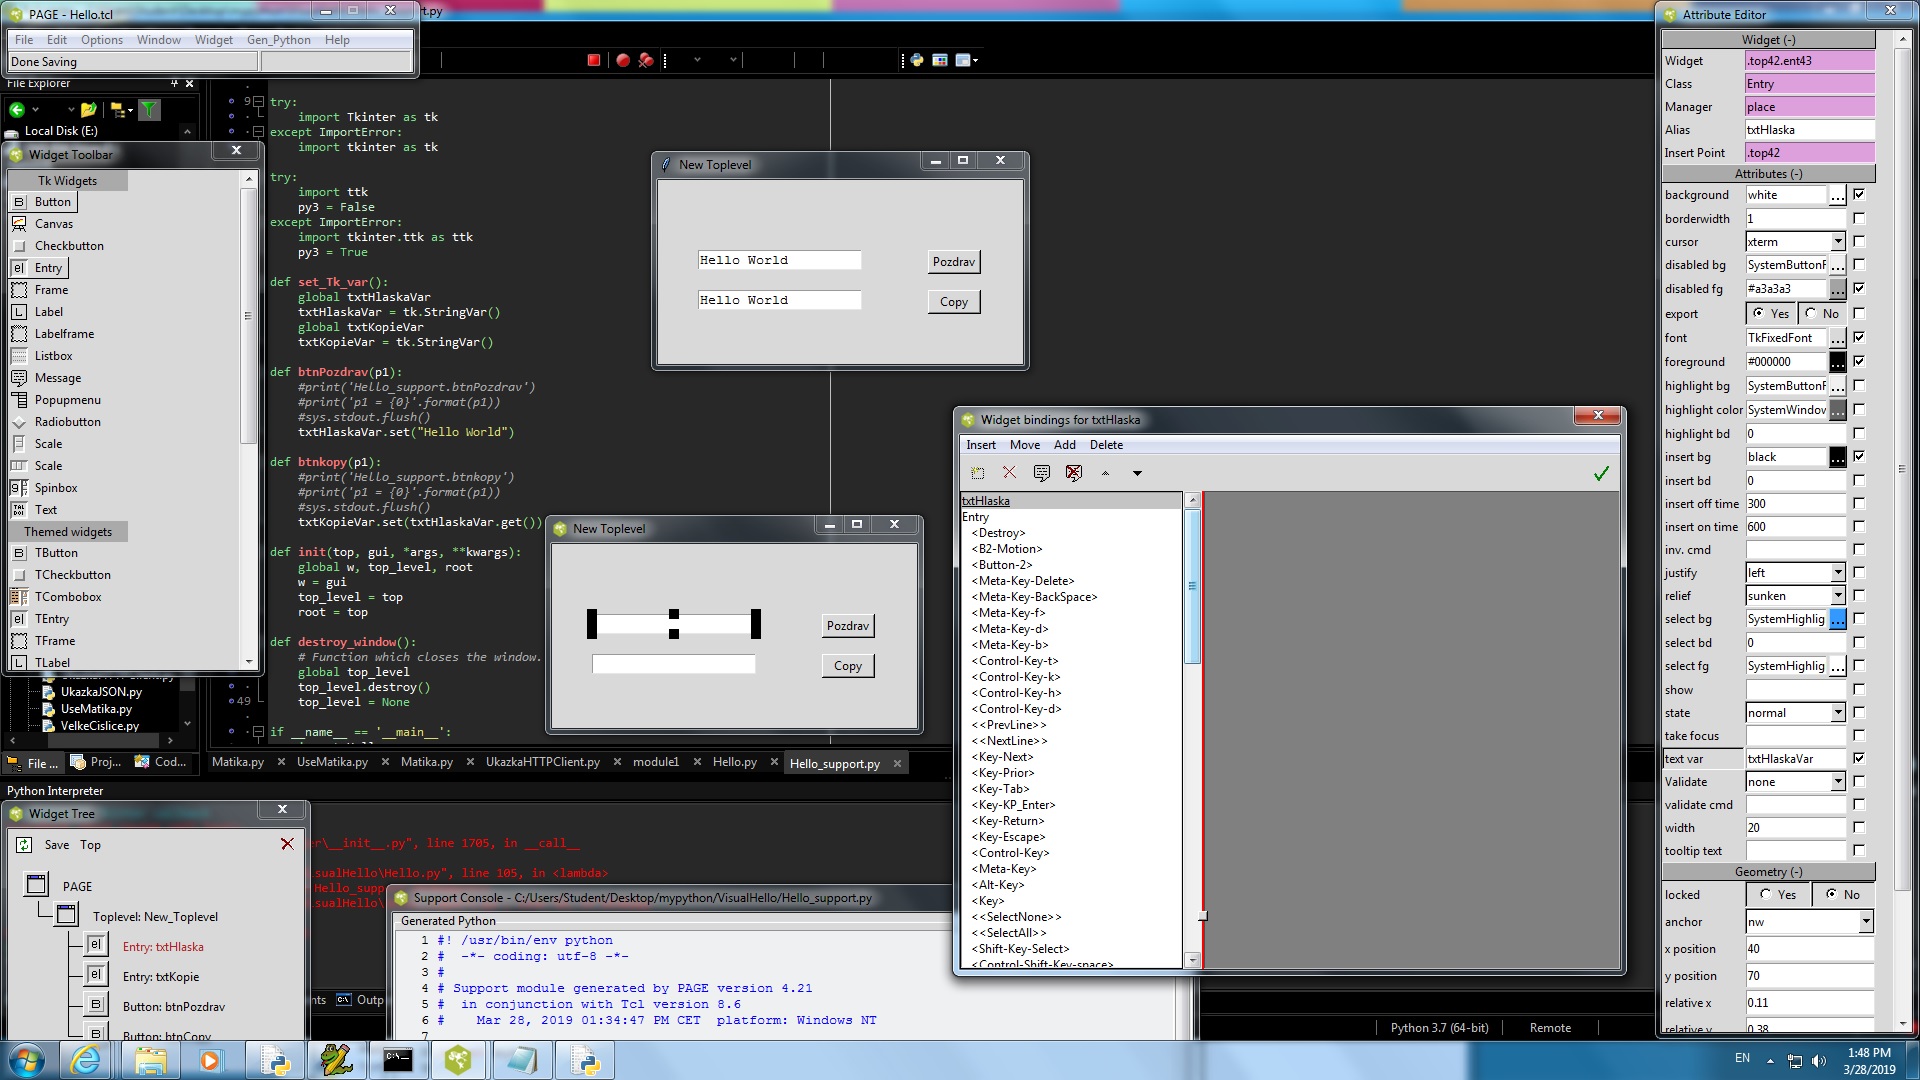 PAGE - Hello.tcl
File Edit Options Window Widget Gen_Python Help
Done Saving
File Explorer
Local Disk (E:)
Widget Toolbar
Tk Widgets
Button
Canvas
Checkbutton
Entry
Frame
Label
Labelframe
Listbox
Message
Popupmenu
Radiobutton
Scale
Scale
Spinbox
Text
Themed widgets
TButton
TCheckbutton
TCombobox
TEntry
TFrame
TLabel
UkazkaJSON.py
UseMatika.py
VelkeCislice.py
File ... Proj... Cod...
9
try:
import Tkinter as tk
except ImportError:
import tkinter as tk
try:
import ttk
py3 = False
except ImportError:
import tkinter.ttk as ttk
py3 = True
def set_Tk_var():
global txtHlaskaVar
txtHlaskaVar = tk.StringVar()
global txtKopieVar
txtKopieVar = tk.StringVar()
def btnPozdrav(p1):
#print('Hello_support.btnPozdrav')
#print('p1 = {0}'.format(p1))
#sys.stdout.flush()
txtHlaskaVar.set("Hello World")
def btnkopy(p1):
#print('Hello_support.btnkopy')
#print('p1 = {0}'.format(p1))
#sys.stdout.flush()
txtKopieVar.set(txtHlaskaVar.get())
def init(top, gui, *args, **kwargs):
global w, top_level, root
w = gui
top_level = top
root = top
def destroy_window():
# Function which closes the window.
global top_level
top_level.destroy()
49 top_level = None
if __name__ == '__main__':
Matika.py UseMatika.py Matika.py UkazkaHTTPClient.py module1 Hello.py Hello_support.py
New Toplevel
Hello World
Pozdrav
Hello World
Copy
New Toplevel
Pozdrav
Copy
Widget bindings for txtHlaska
Insert Move Add Delete
txtHlaska
Entry
<Destroy>
<B2-Motion>
<Button-2>
<Meta-Key-Delete>
<Meta-Key-BackSpace>
<Meta-Key-f>
<Meta-Key-d>
<Meta-Key-b>
<Control-Key-t>
<Control-Key-k>
<Control-Key-h>
<Control-Key-d>
<<PrevLine>>
<<NextLine>>
<Key-Next>
<Key-Prior>
<Key-Tab>
<Key-KP_Enter>
<Key-Return>
<Key-Escape>
<Control-Key>
<Meta-Key>
<Alt-Key>
<Key>
<<SelectNone>>
<<SelectAll>>
<Shift-Key-Select>
<Control-Shift-Key-space>
Python Interpreter
\__init__.py", line 1705, in __call__
sualHello\Hello.py", line 105, in <lambda>
Widget Tree
Save Top
PAGE
Toplevel: New_Toplevel
Entry: txtHlaska
Entry: txtKopie
Button: btnPozdrav
Button: btnCopy
Support Console - C:/Users/Student/Desktop/mypython/VisualHello/Hello_support.py
Generated Python
1 #! /usr/bin/env python
2 # -*- coding: utf-8 -*-
3 #
4 # Support module generated by PAGE version 4.21
5 # in conjunction with Tcl version 8.6
6 # Mar 28, 2019 01:34:47 PM CET platform: Windows NT
7
Python 3.7 (64-bit) Remote
Attribute Editor
Widget (-)
Widget .top42.ent43
Class Entry
Manager place
Alias txtHlaska
Insert Point .top42
Attributes (-)
background white ...
borderwidth 1
cursor xterm
disabled bg SystemButtonF ...
disabled fg #a3a3a3 ...
export Yes No
font TkFixedFont ...
foreground #000000 ...
highlight bg SystemButtonF ...
highlight color SystemWindow ...
highlight bd 0
insert bg black ...
insert bd 0
insert off time 300
insert on time 600
inv. cmd
justify left
relief sunken
select bg SystemHighlig ...
select bd 0
select fg SystemHighlig ...
show
state normal
take focus
text var txtHlaskaVar
Validate none
validate cmd
width 20
tooltip text
Geometry (-)
locked Yes No
anchor nw
x position 40
y position 70
relative x 0.11
relative y 0.38
EN
1:48 PM
3/28/2019